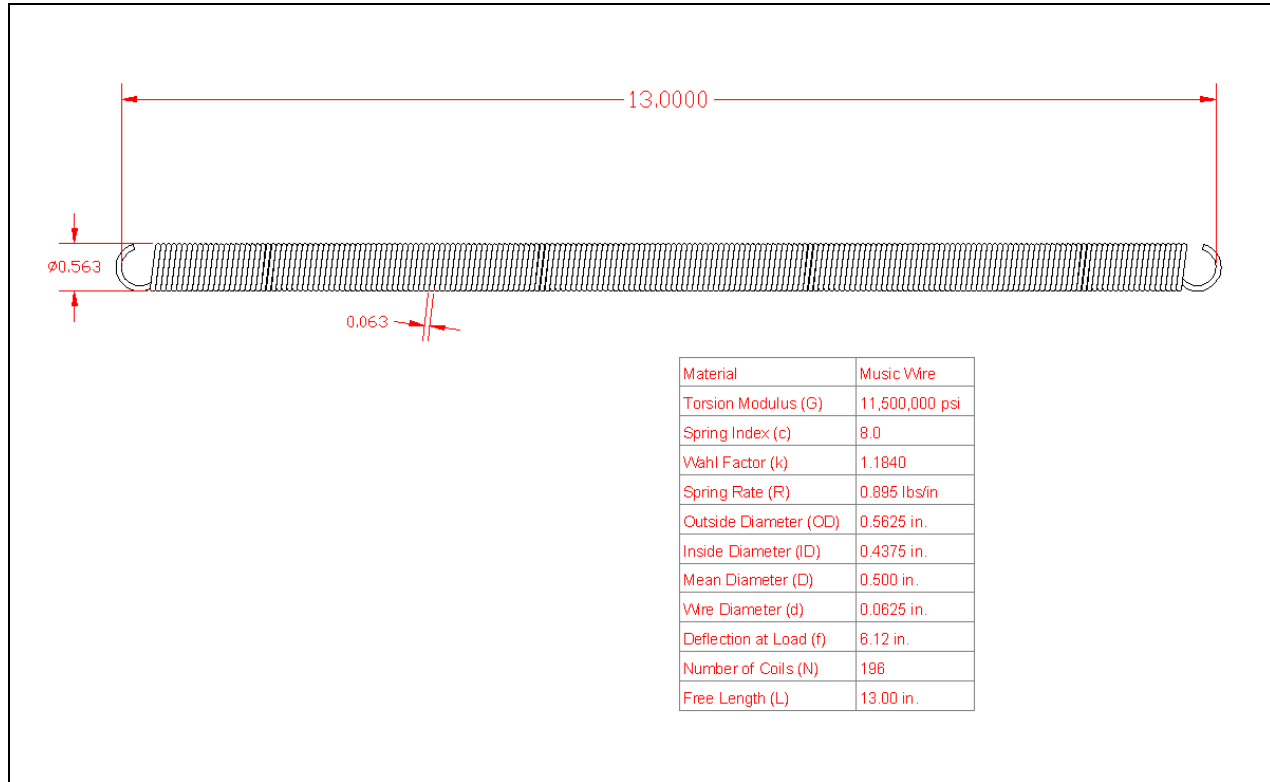 13.0000
ø0.563
0.063
Material Music Wire
Torsion Modulus (G) 11,500,000 psi
Spring Index (c) 8.0
Wahl Factor (k) 1.1840
Spring Rate (R) 0.895 lbs/in
Outside Diameter (OD) 0.5625 in.
Inside Diameter (ID) 0.4375 in.
Mean Diameter (D) 0.500 in.
Wire Diameter (d) 0.0625 in.
Deflection at Load (f) 6.12 in.
Number of Coils (N) 196
Free Length (L) 13.00 in.